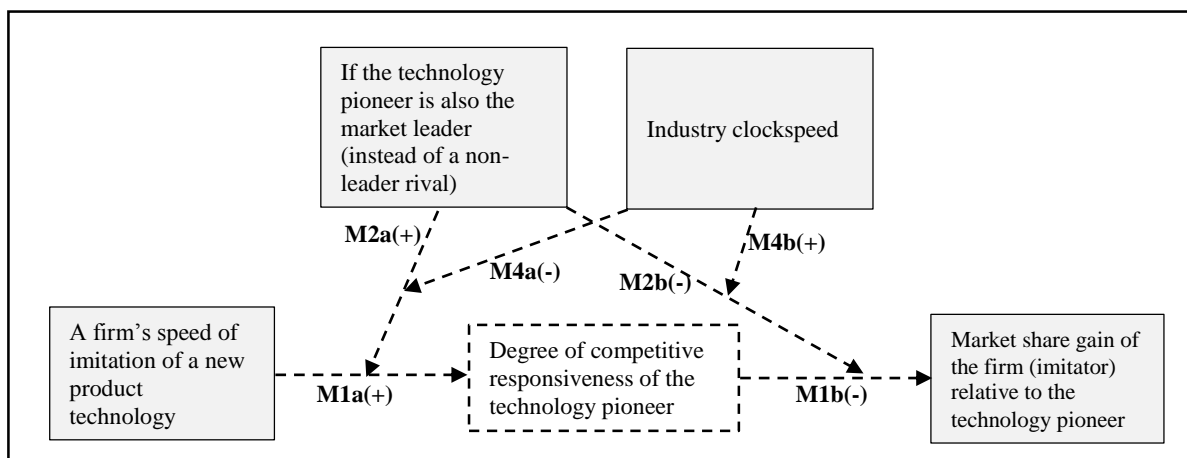 If the technology
pioneer is also the
market leader
(instead of a non-
leader rival)
Industry clockspeed
M2a(+)
M4a(-)
M2b(-)
M4b(+)
A firm’s speed of
imitation of a new
product
technology
M1a(+)
Degree of competitive
responsiveness of the
technology pioneer
M1b(-)
Market share gain of
the firm (imitator)
relative to the
technology pioneer